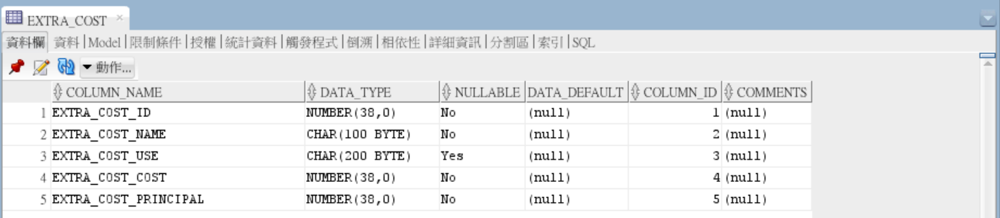 EXTRA_COST
資料欄 資料 |Model|限制條件|授權|統計資料|觸發程式|倒溯|相依性|詳細資訊|分割區|索引|SQL
動作...
COLUMN_NAME DATA_TYPE NULLABLE DATA_DEFAULT COLUMN_ID COMMENTS
1 EXTRA_COST_ID NUMBER(38,0) No (null) 1 (null)
2 EXTRA_COST_NAME CHAR(100 BYTE) No (null) 2 (null)
3 EXTRA_COST_USE CHAR(200 BYTE) Yes (null) 3 (null)
4 EXTRA_COST_COST NUMBER(38,0) No (null) 4 (null)
5 EXTRA_COST_PRINCIPAL NUMBER(38,0) No (null) 5 (null)